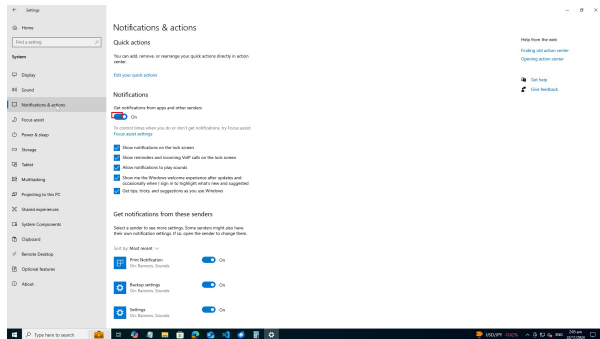 Settings
Home
Find a setting
System
Display
Sound
Notifications & actions
Focus assist
Power & sleep
Storage
Tablet
Multitasking
Projecting to this PC
Shared experiences
System Components
Clipboard
Remote Desktop
Optional features
About
Notifications & actions
Quick actions
You can add, remove, or rearrange your quick actions directly in action
center.
Edit your quick actions
Notifications
Get notifications from apps and other senders
On
To control times when you do or don't get notifications, try Focus assist.
Focus assist settings
Show notifications on the lock screen
Show reminders and incoming VoIP calls on the lock screen
Allow notifications to play sounds
Show me the Windows welcome experience after updates and
occasionally when I sign in to highlight what's new and suggested
Get tips, tricks, and suggestions as you use Windows
Get notifications from these senders
Select a sender to see more settings. Some senders might also have
their own notification settings. If so, open the sender to change them.
Sort by: Most recent
Print Notification
On: Banners, Sounds
On
Backup settings
On: Banners, Sounds
On
Settings
On: Banners, Sounds
On
Help from the web
Finding old action center
Opening action center
Get help
Give feedback
Type here to search
USD/JPY
ENG